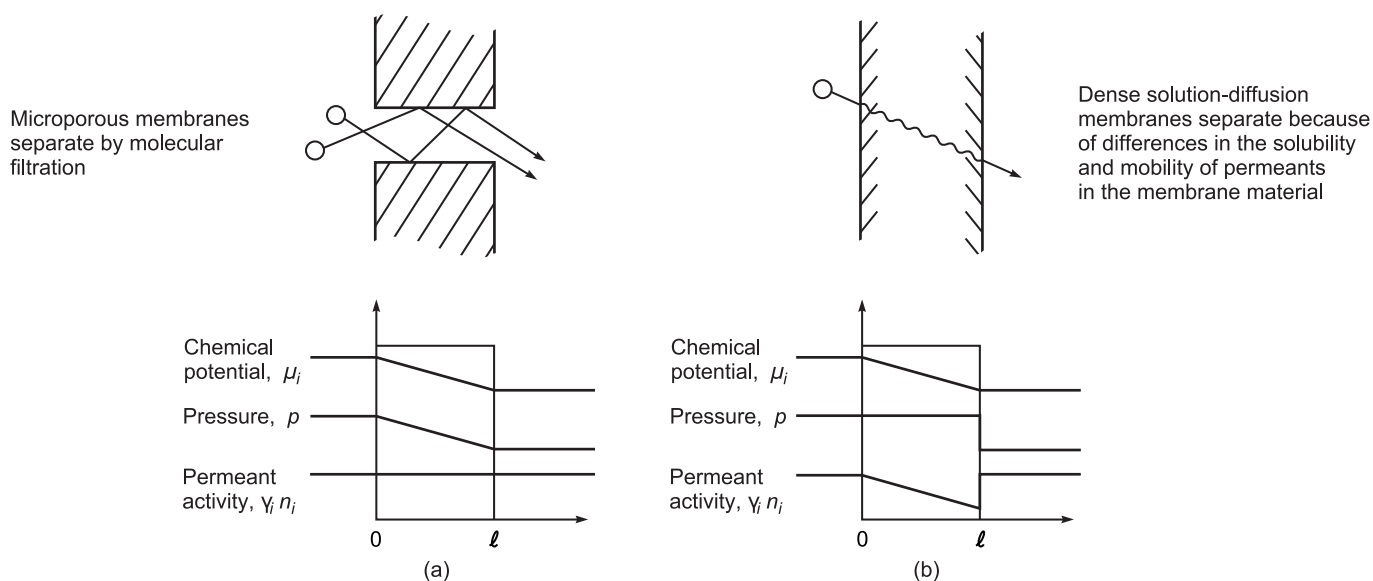 Microporous membranes
separate by molecular
filtration
Dense solution-diffusion
membranes separate because
of differences in the solubility
and mobility of permeants
in the membrane material
Chemical
potential, μi
Pressure, p
Permeant
activity, γi ni
0
ℓ
(a)
Chemical
potential, μi
Pressure, p
Permeant
activity, γi ni
0
ℓ
(b)